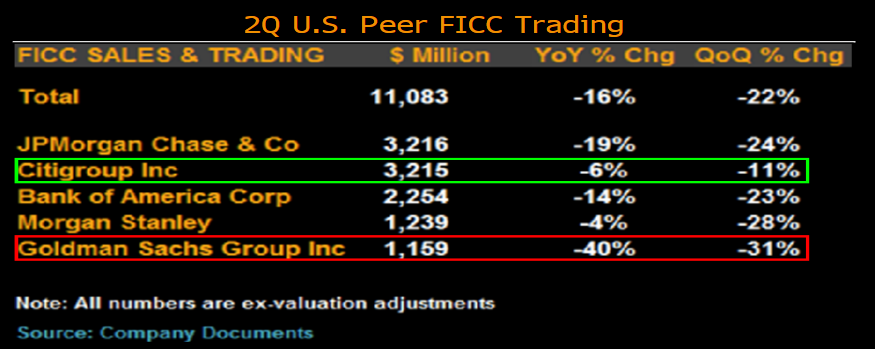 2Q U.S. Peer FICC Trading
FICC SALES & TRADING $ Million YoY % Chg QoQ % Chg
Total 11,083 -16% -22%
JPMorgan Chase & Co 3,216 -19% -24%
Citigroup Inc 3,215 -6% -11%
Bank of America Corp 2,254 -14% -23%
Morgan Stanley 1,239 -4% -28%
Goldman Sachs Group Inc 1,159 -40% -31%
Note: All numbers are ex-valuation adjustments
Source: Company Documents